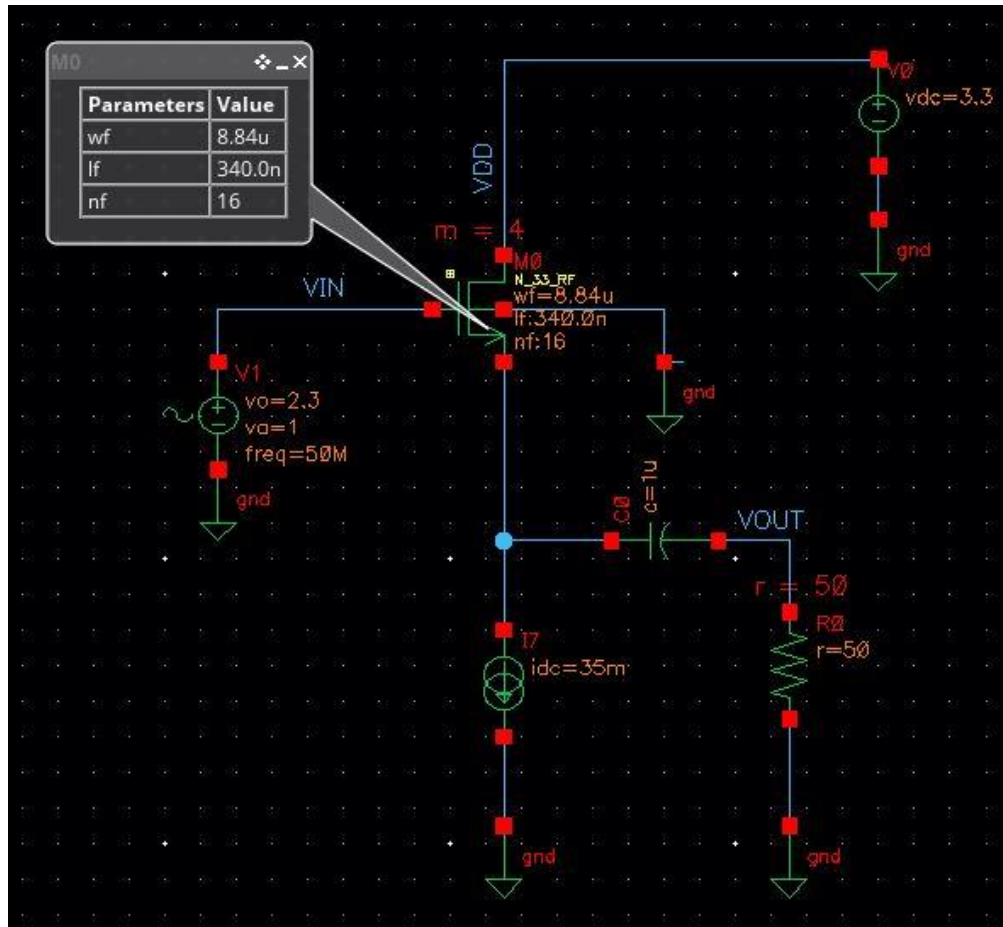 M0
Parameters Value
wf 8.84u
lf 340.0n
nf 16
V0
vdc=3.3
VDD
gnd
m = 4
M0
N_33_RF
wf=8.84u
lf:340.0n
nf:16
VIN
gnd
V1
vo=2.3
va=1
freq=50M
gnd
C0
c=1u
VOUT
r = 50
R0
r=50
I7
idc=35m
gnd
gnd